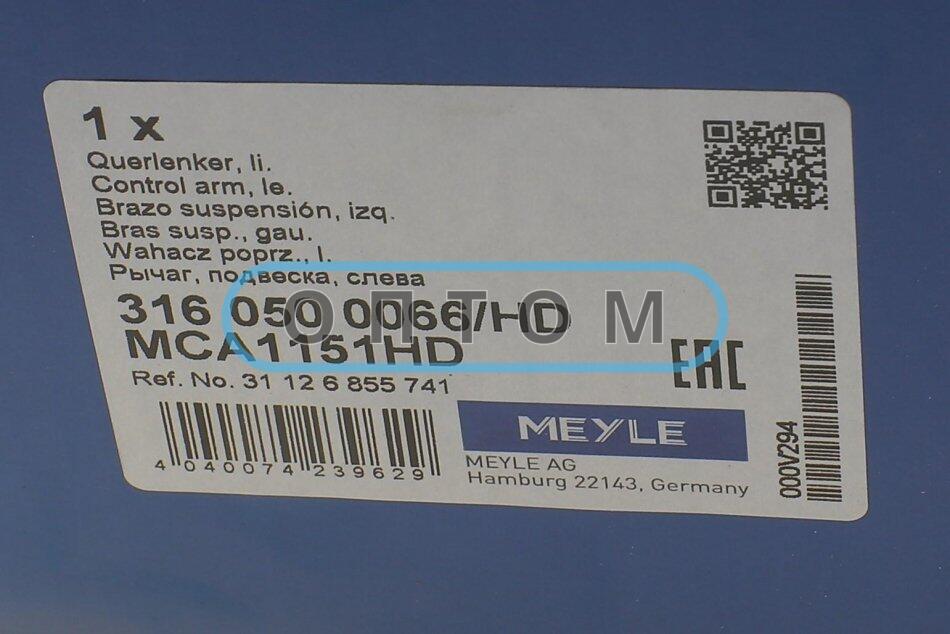 1 x
Querlenker, li.
Control arm, le.
Brazo suspensión, izq.
Bras susp., gau.
Wahacz poprz., l.
Рычаг, подвеска, слева
316 050 0066/HD
ОПТОМ
MCA1151HD
EAC
Ref. No. 31 12 6 855 741
MEYLE
4 040074 239629
MEYLE AG
Hamburg 22143, Germany
000V294